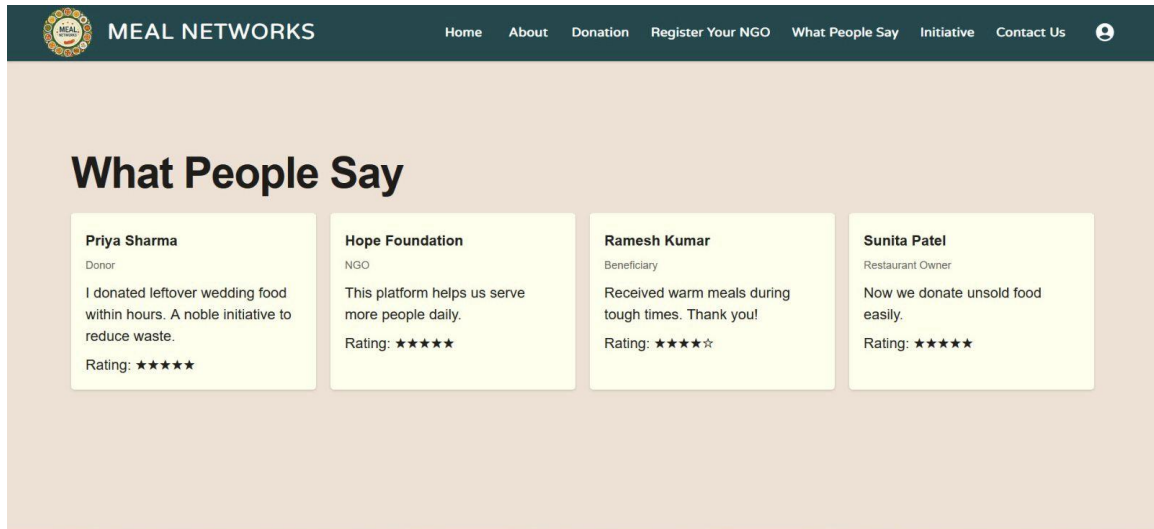 MEAL
NETWORKS
MEAL NETWORKS
Home About Donation Register Your NGO What People Say Initiative Contact Us
What People Say
Priya Sharma
Donor
I donated leftover wedding food
within hours. A noble initiative to
reduce waste.
Rating: ★★★★★
Hope Foundation
NGO
This platform helps us serve
more people daily.
Rating: ★★★★★
Ramesh Kumar
Beneficiary
Received warm meals during
tough times. Thank you!
Rating: ★★★★☆
Sunita Patel
Restaurant Owner
Now we donate unsold food
easily.
Rating: ★★★★★